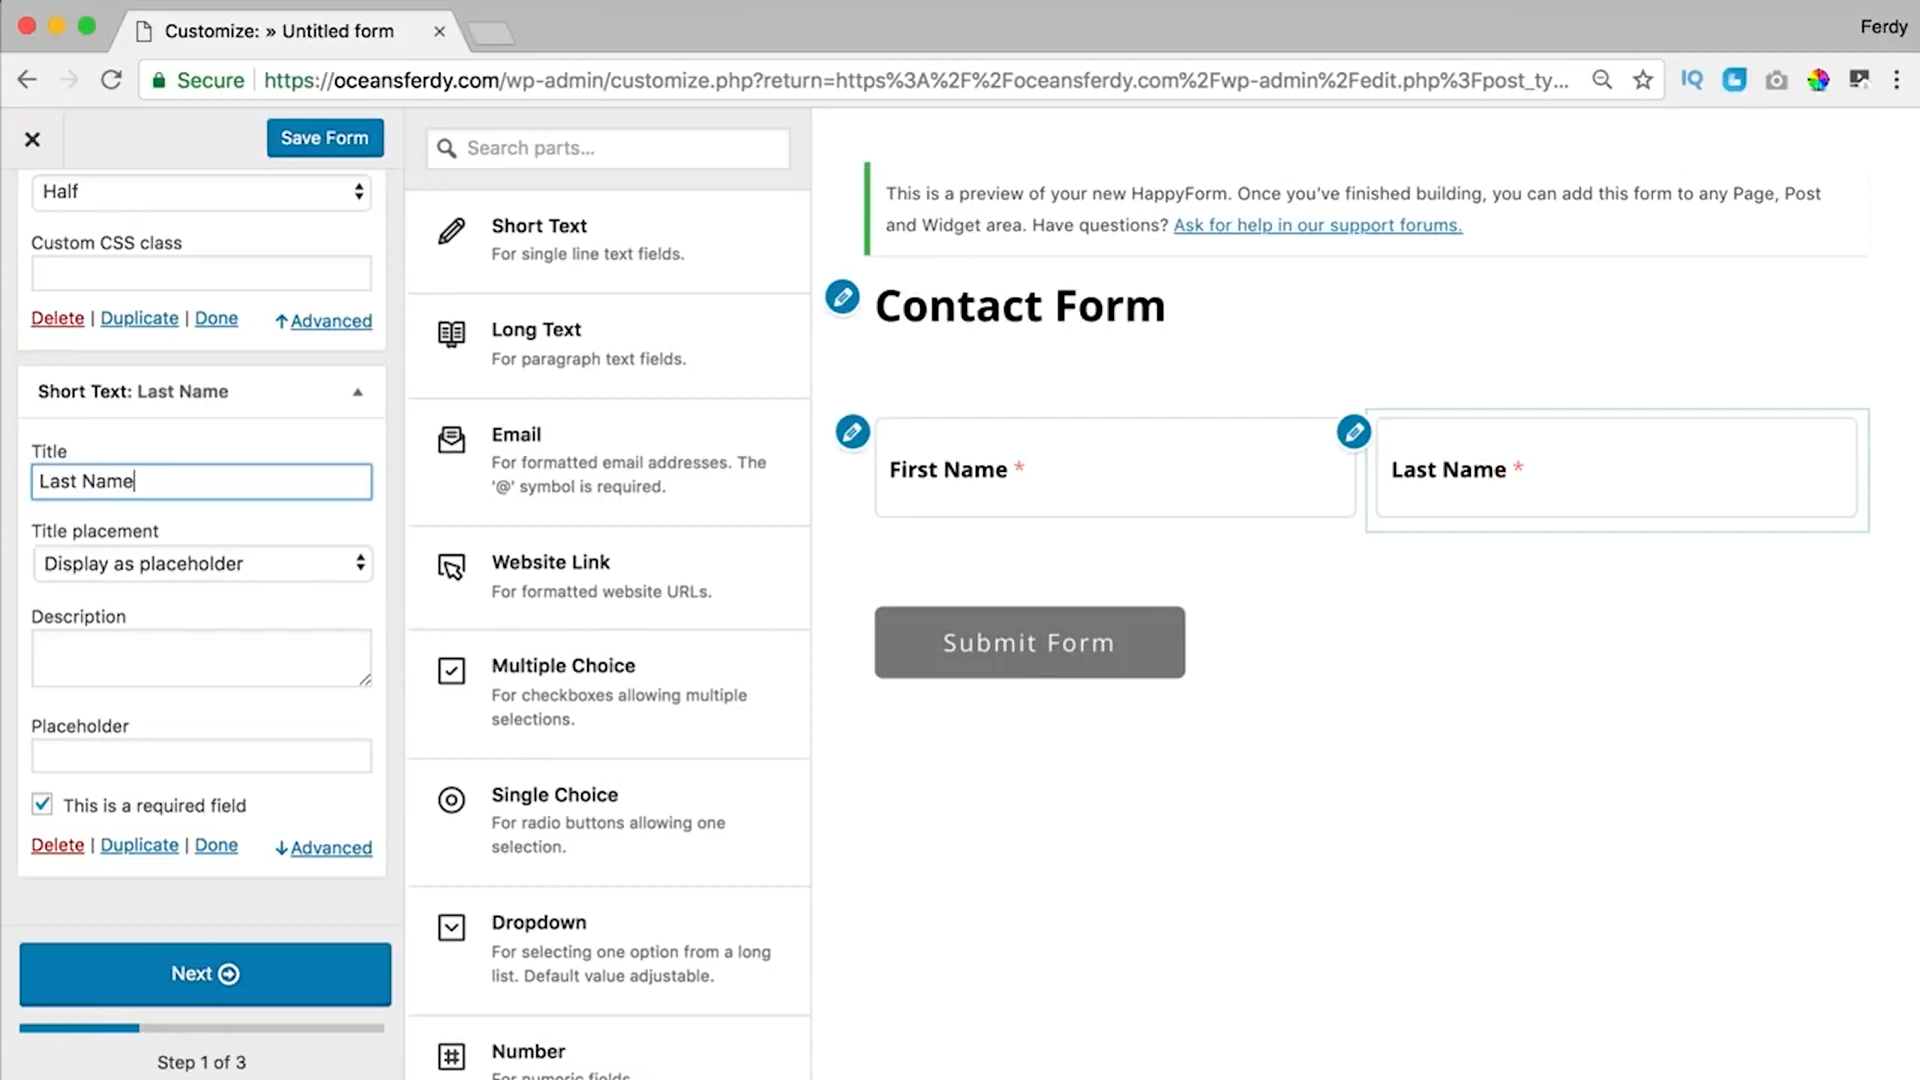 Customize: » Untitled form
Ferdy
Secure
https://oceansferdy.com/wp-admin/customize.php?return=https%3A%2F%2Foceansferdy.com%2Fwp-admin%2Fedit.php%3Fpost_ty...
IQ
Save Form
Half
Custom CSS class
Delete | Duplicate | Done
Advanced
Short Text: Last Name
Title
Last Name
Title placement
Display as placeholder
Description
Placeholder
This is a required field
Delete | Duplicate | Done
Advanced
Next
Step 1 of 3
Search parts...
Short Text
For single line text fields.
Long Text
For paragraph text fields.
Email
For formatted email addresses. The
'@' symbol is required.
Website Link
For formatted website URLs.
Multiple Choice
For checkboxes allowing multiple
selections.
Single Choice
For radio buttons allowing one
selection.
Dropdown
For selecting one option from a long
list. Default value adjustable.
Number
For numeric fields.
This is a preview of your new HappyForm. Once you've finished building, you can add this form to any Page, Post
and Widget area. Have questions? Ask for help in our support forums.
Contact Form
First Name *
Last Name *
Submit Form